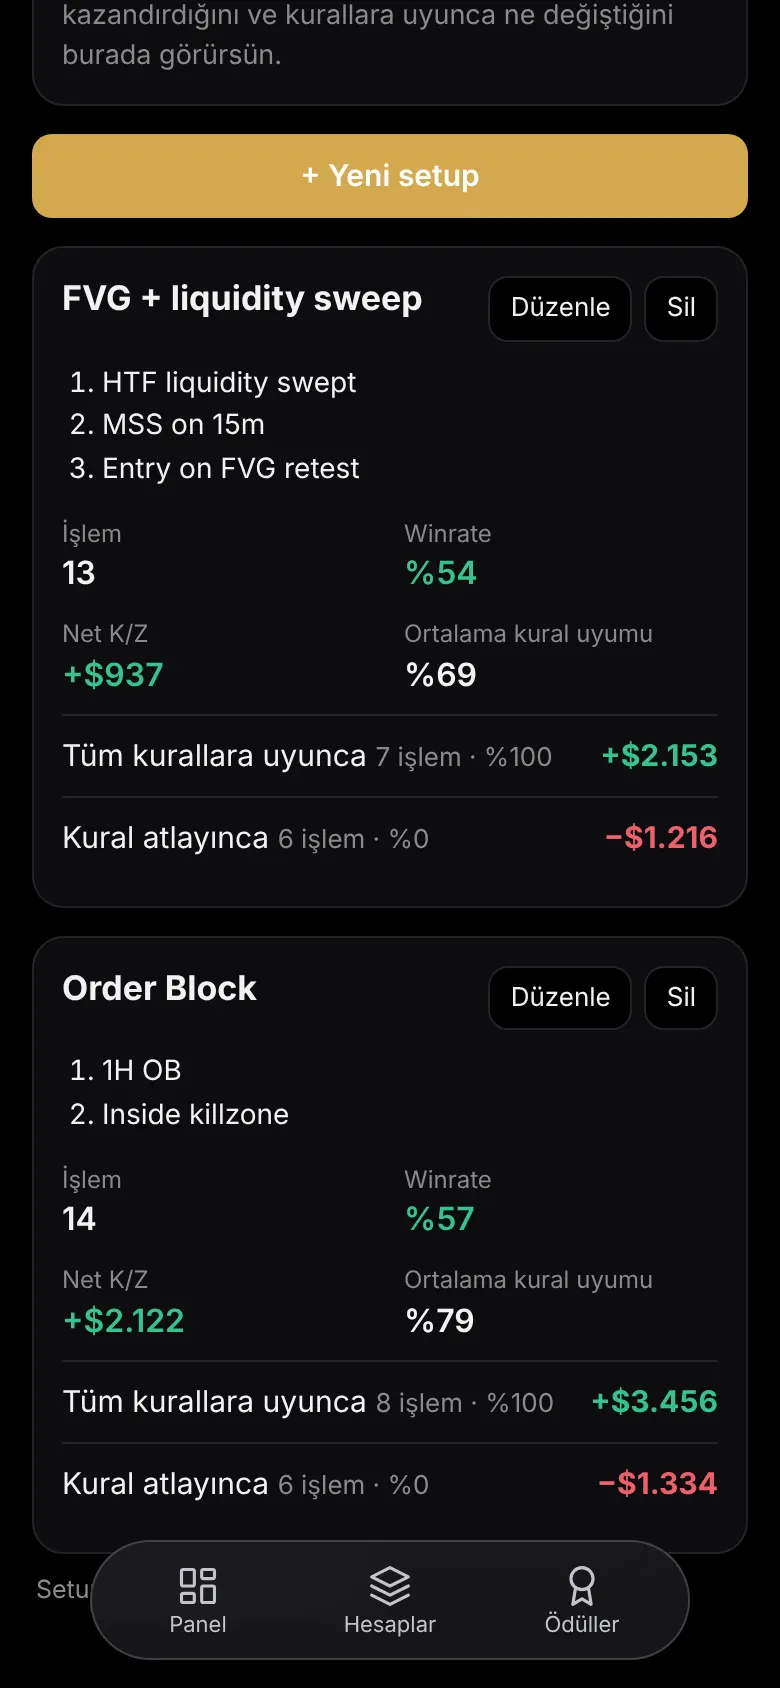 kazandırdığını ve kurallara uyunca ne değiştiğini
burada görürsün.
+ Yeni setup
FVG + liquidity sweep
Düzenle
Sil
1. HTF liquidity swept
2. MSS on 15m
3. Entry on FVG retest
İşlem
Winrate
13
%54
Net K/Z
Ortalama kural uyumu
+$937
%69
Tüm kurallara uyunca 7 işlem · %100 +$2.153
Kural atlayınca 6 işlem · %0 −$1.216
Order Block
Düzenle
Sil
1. 1H OB
2. Inside killzone
İşlem
Winrate
14
%57
Net K/Z
Ortalama kural uyumu
+$2.122
%79
Tüm kurallara uyunca 8 işlem · %100 +$3.456
Kural atlayınca 6 işlem · %0 −$1.334
Panel
Hesaplar
Ödüller